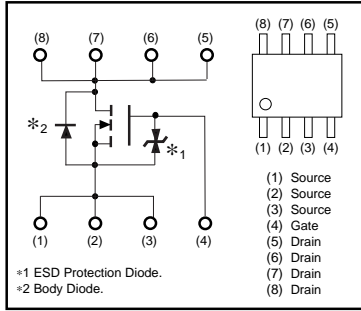 (8) (7) (6) (5)
(8) (7) (6) (5)
*2
*1
(1) (2) (3) (4)
(1) (2) (3) (4)
(1) Source
(2) Source
(3) Source
(4) Gate
(5) Drain
(6) Drain
(7) Drain
(8) Drain
*1 ESD Protection Diode.
*2 Body Diode.